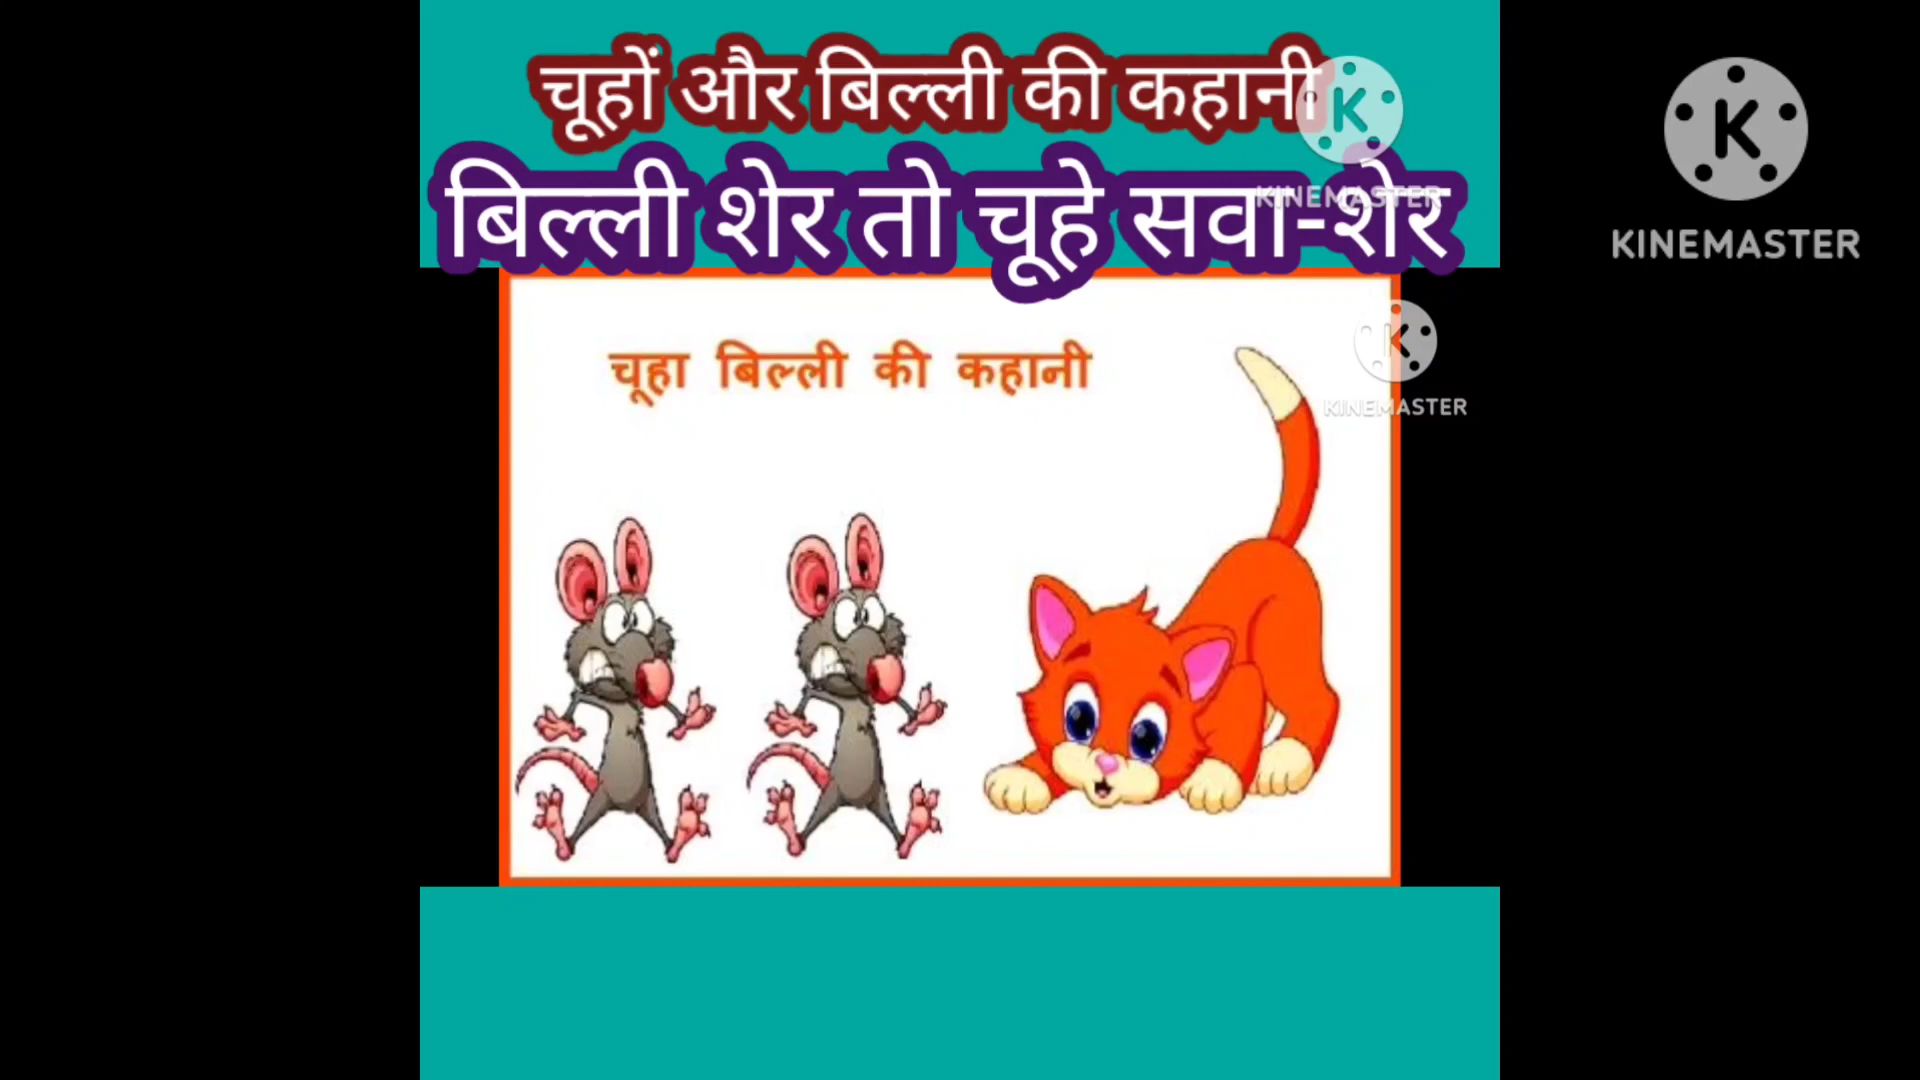 चूहों और बिल्ली की कहानी
बिल्ली शेर तो चूहे सवा-शेर
चूहा बिल्ली की कहानी
K
KINEMASTER
K
KINEMASTER
K
KINEMASTER